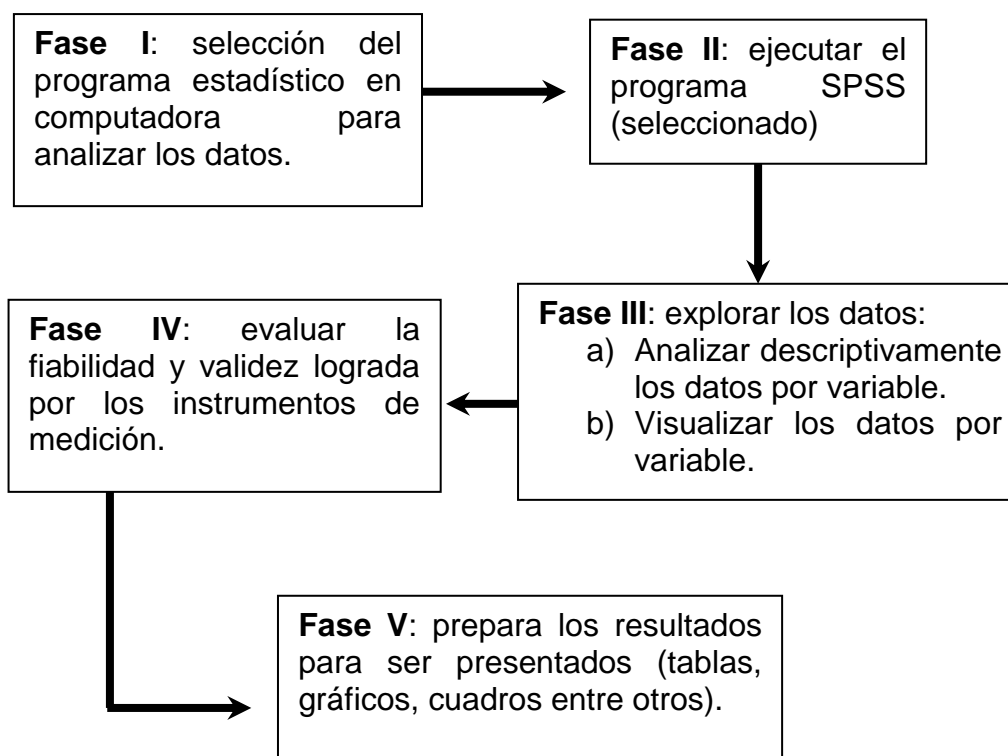 Fase I: selección del
programa estadístico en
computadora para
analizar los datos.
Fase II: ejecutar el
programa SPSS
(seleccionado)
Fase III: explorar los datos:
a) Analizar descriptivamente
los datos por variable.
b) Visualizar los datos por
variable.
Fase IV: evaluar la
fiabilidad y validez lograda
por los instrumentos de
medición.
Fase V: prepara los resultados
para ser presentados (tablas,
gráficos, cuadros entre otros).